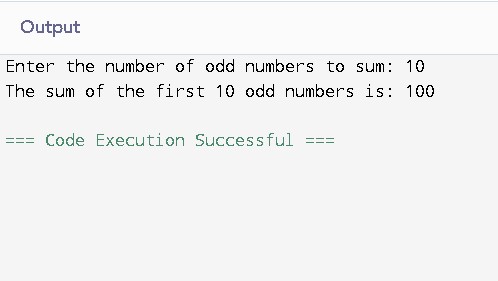 Output
Enter the number of odd numbers to sum: 10
The sum of the first 10 odd numbers is: 100
=== Code Execution Successful ===